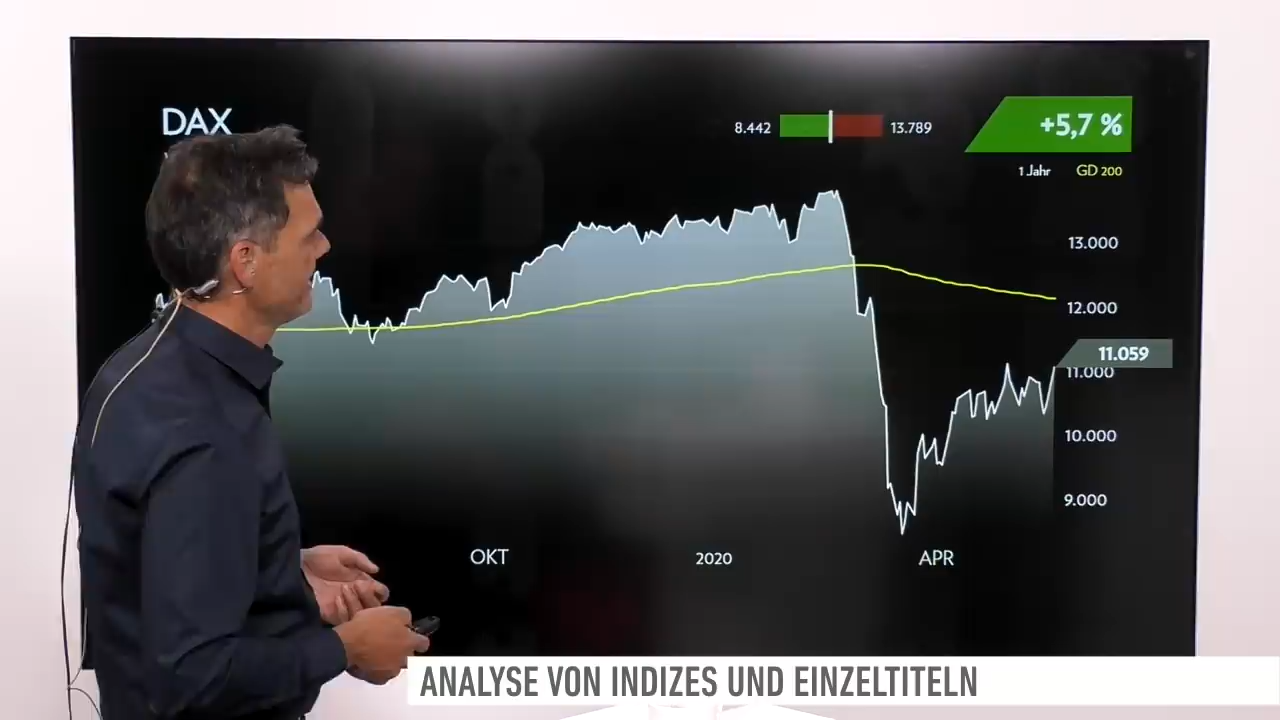 DAX
8.442
13.789
+5,7 %
1 Jahr
GD 200
13.000
12.000
11.059
11.000
10.000
9.000
OKT
2020
APR
ANALYSE VON INDIZES UND EINZELTITELN